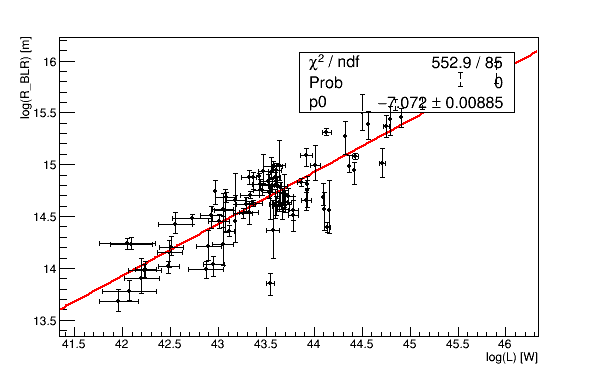 log(R_BLR) [m]
χ² / ndf 552.9 / 85
Prob 0
p0 −7.072 ± 0.00885
16
15.5
15
14.5
14
13.5
41.5 42 42.5 43 43.5 44 44.5 45 45.5 46
log(L) [W]